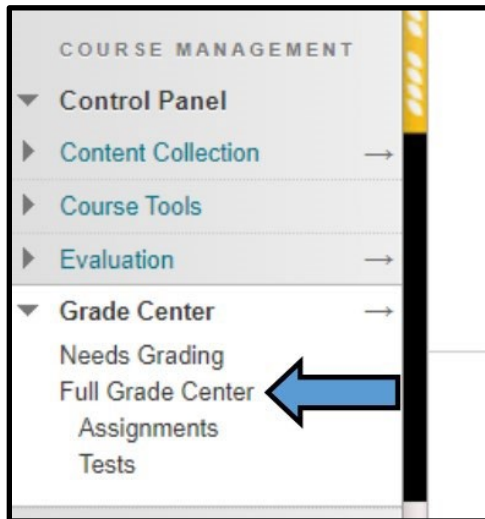 COURSE MANAGEMENT
Control Panel
Content Collection
Course Tools
Evaluation
Grade Center
Needs Grading
Full Grade Center
Assignments
Tests